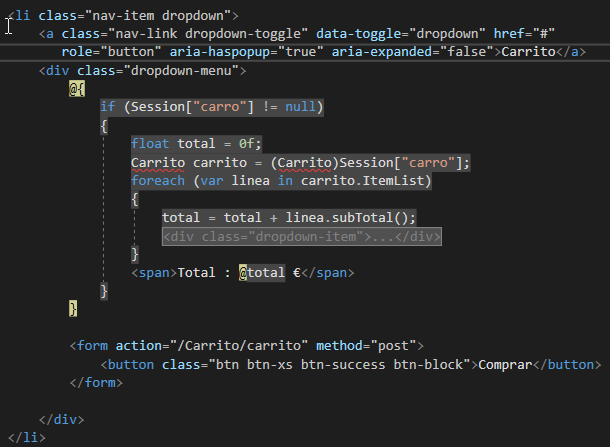 <li class="nav-item dropdown">
<a class="nav-link dropdown-toggle" data-toggle="dropdown" href="#"
role="button" aria-haspopup="true" aria-expanded="false">Carrito</a>
<div class="dropdown-menu">
@{
if (Session["carro"] != null)
{
float total = 0f;
Carrito carrito = (Carrito)Session["carro"];
foreach (var linea in carrito.ItemList)
{
total = total + linea.subTotal();
<div class="dropdown-item">...</div>
}
<span>Total : @total €</span>
}
}
<form action="/Carrito/carrito" method="post">
<button class="btn btn-xs btn-success btn-block">Comprar</button>
</form>
</div>
</li>